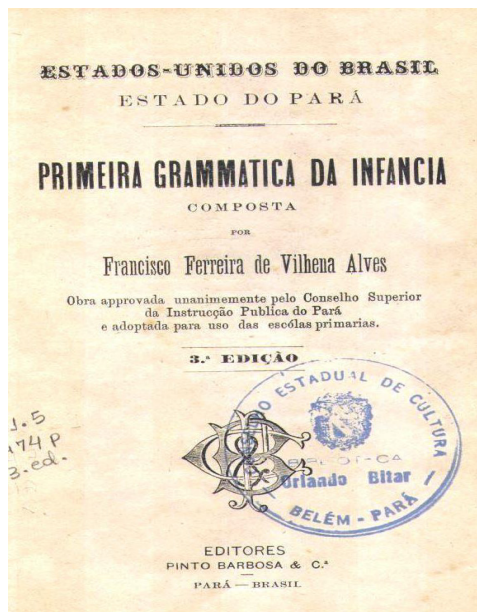 ESTADOS-UNIDOS DO BRASIL
ESTADO DO PARÁ
PRIMEIRA GRAMMATICA DA INFANCIA
COMPOSTA
POR
Francisco Ferreira de Vilhena Alves
Obra approvada unanimemente pelo Conselho Superior
da Instrucção Publica do Pará
e adoptada para uso das escólas primarias.
3.ª EDIÇÃO
ESTADUAL DE CULTURA
Orlando Bitar
BELÉM - PARÁ
74 P
3.ed.
EDITORES
PINTO BARBOSA & C.ª
PARÁ — BRASIL